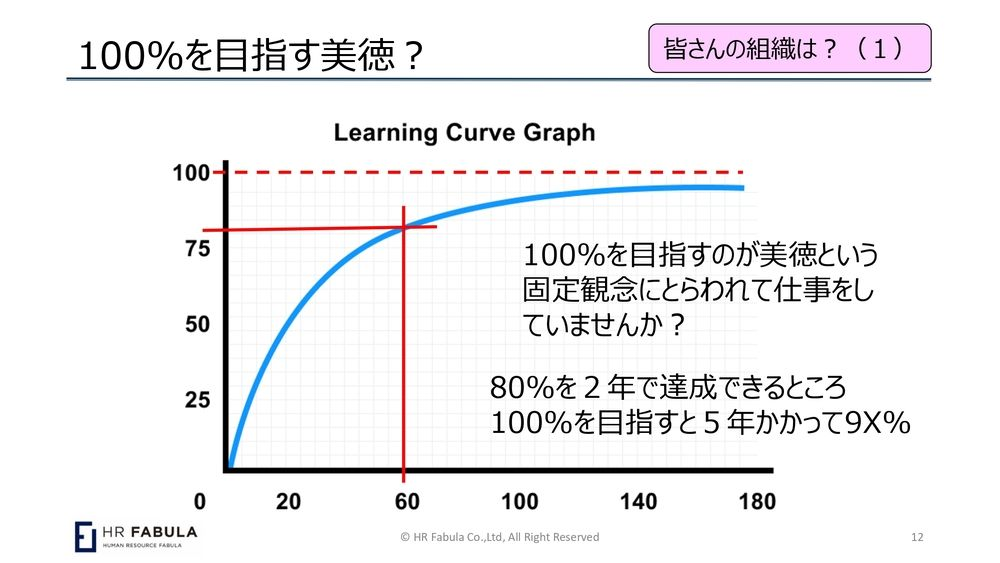 100%を目指す美徳？
皆さんの組織は？（１）
Learning Curve Graph
100
75
50
25
100%を目指すのが美徳という
固定観念にとらわれて仕事をし
ていませんか？
80%を２年で達成できるところ
100%を目指すと５年かかって9X%
0 20 60 100 140 180
HR FABULA
HUMAN RESOURCE FABULA
© HR Fabula Co.,Ltd, All Right Reserved
12